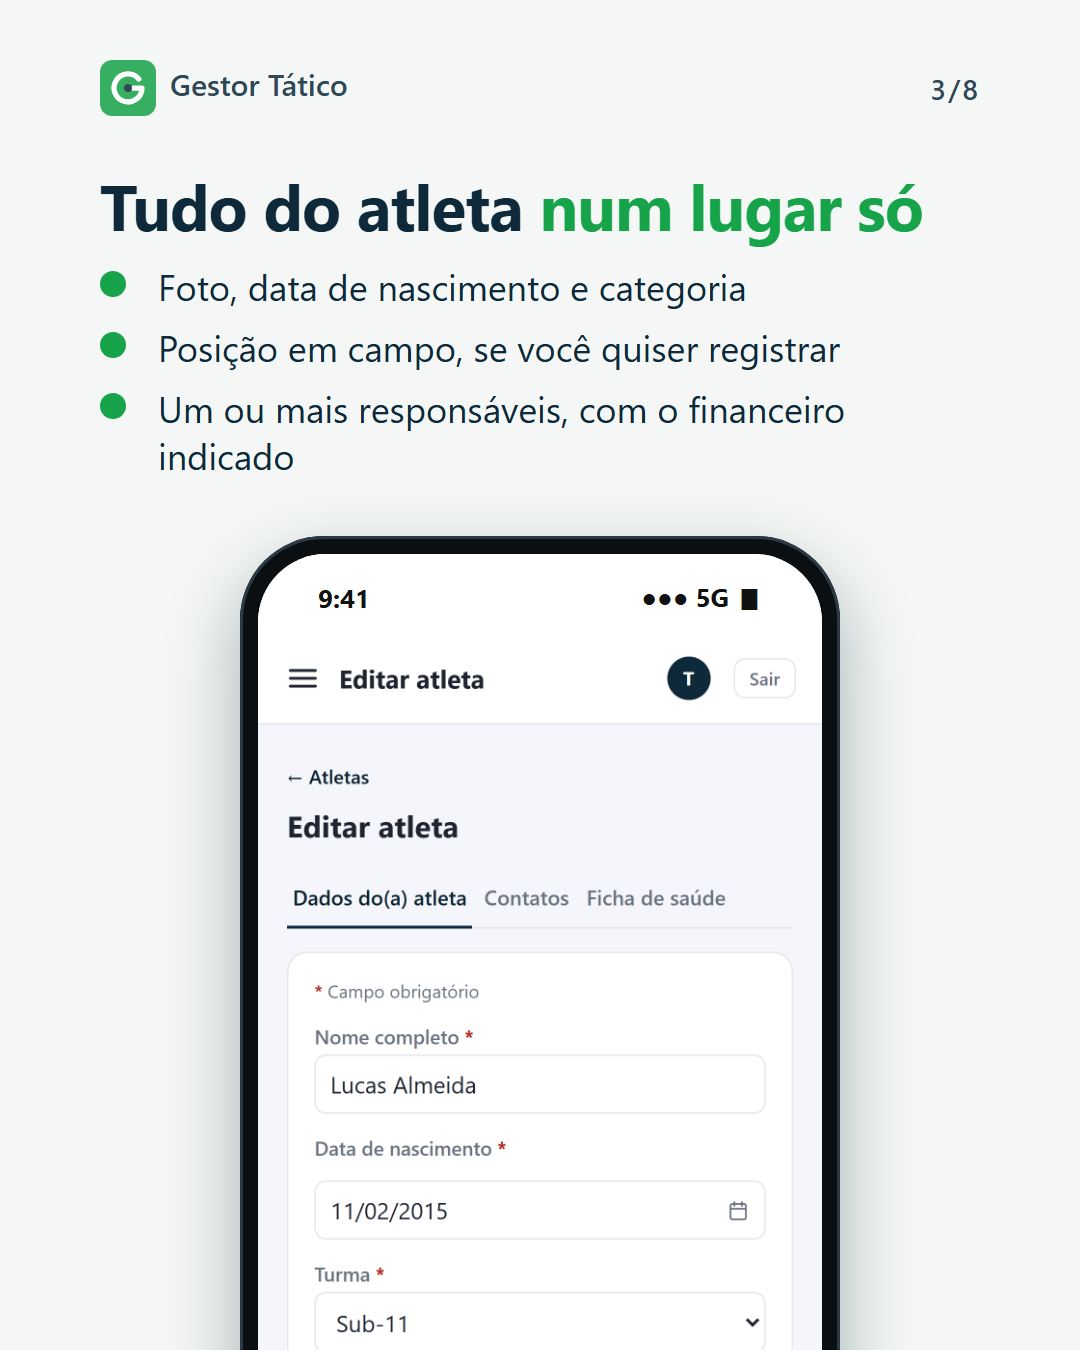 Gestor Tático
3/8
Tudo do atleta num lugar só
Foto, data de nascimento e categoria
Posição em campo, se você quiser registrar
Um ou mais responsáveis, com o financeiro
indicado
9:41
5G
Editar atleta
T
Sair
← Atletas
Editar atleta
Dados do(a) atleta
Contatos
Ficha de saúde
* Campo obrigatório
Nome completo *
Lucas Almeida
Data de nascimento *
11/02/2015
Turma *
Sub-11